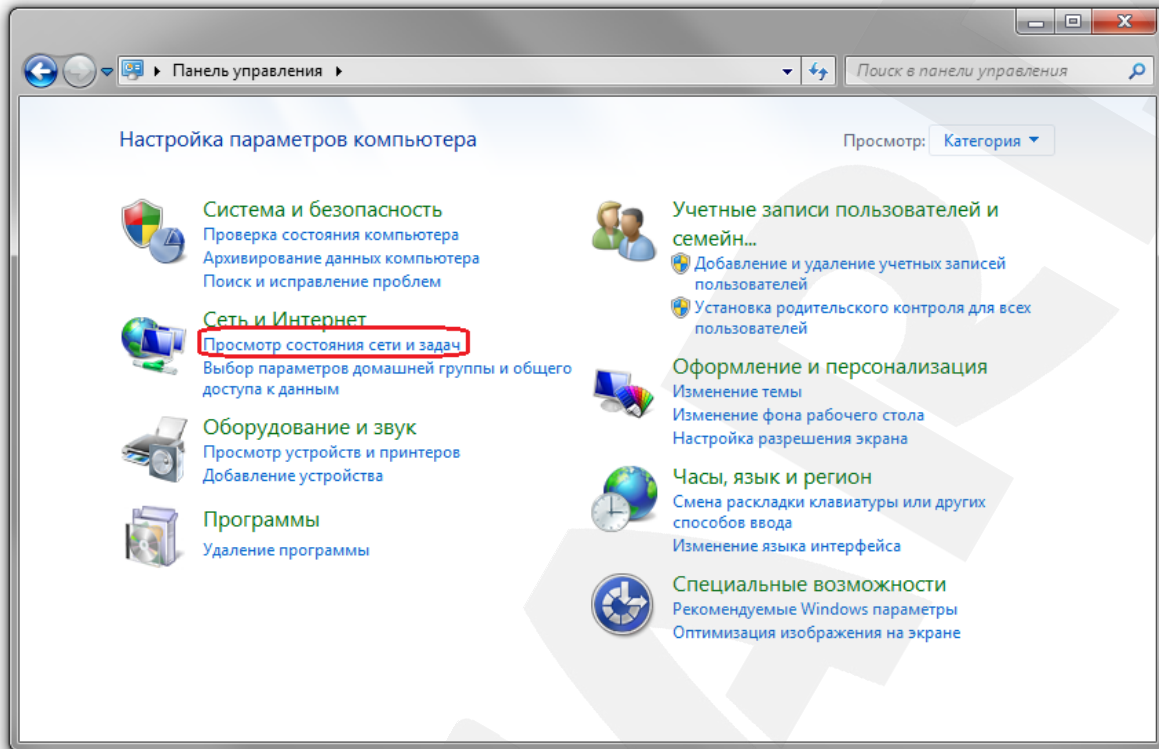 Панель управления
Поиск в панели управления
Настройка параметров компьютера
Просмотр: Категория
Система и безопасность
Проверка состояния компьютера
Архивирование данных компьютера
Поиск и исправление проблем
Сеть и Интернет
Просмотр состояния сети и задач
Выбор параметров домашней группы и общего
доступа к данным
Оборудование и звук
Просмотр устройств и принтеров
Добавление устройства
Программы
Удаление программы
Учетные записи пользователей и
семейн...
Добавление и удаление учетных записей
пользователей
Установка родительского контроля для всех
пользователей
Оформление и персонализация
Изменение темы
Изменение фона рабочего стола
Настройка разрешения экрана
Часы, язык и регион
Смена раскладки клавиатуры или других
способов ввода
Изменение языка интерфейса
Специальные возможности
Рекомендуемые Windows параметры
Оптимизация изображения на экране